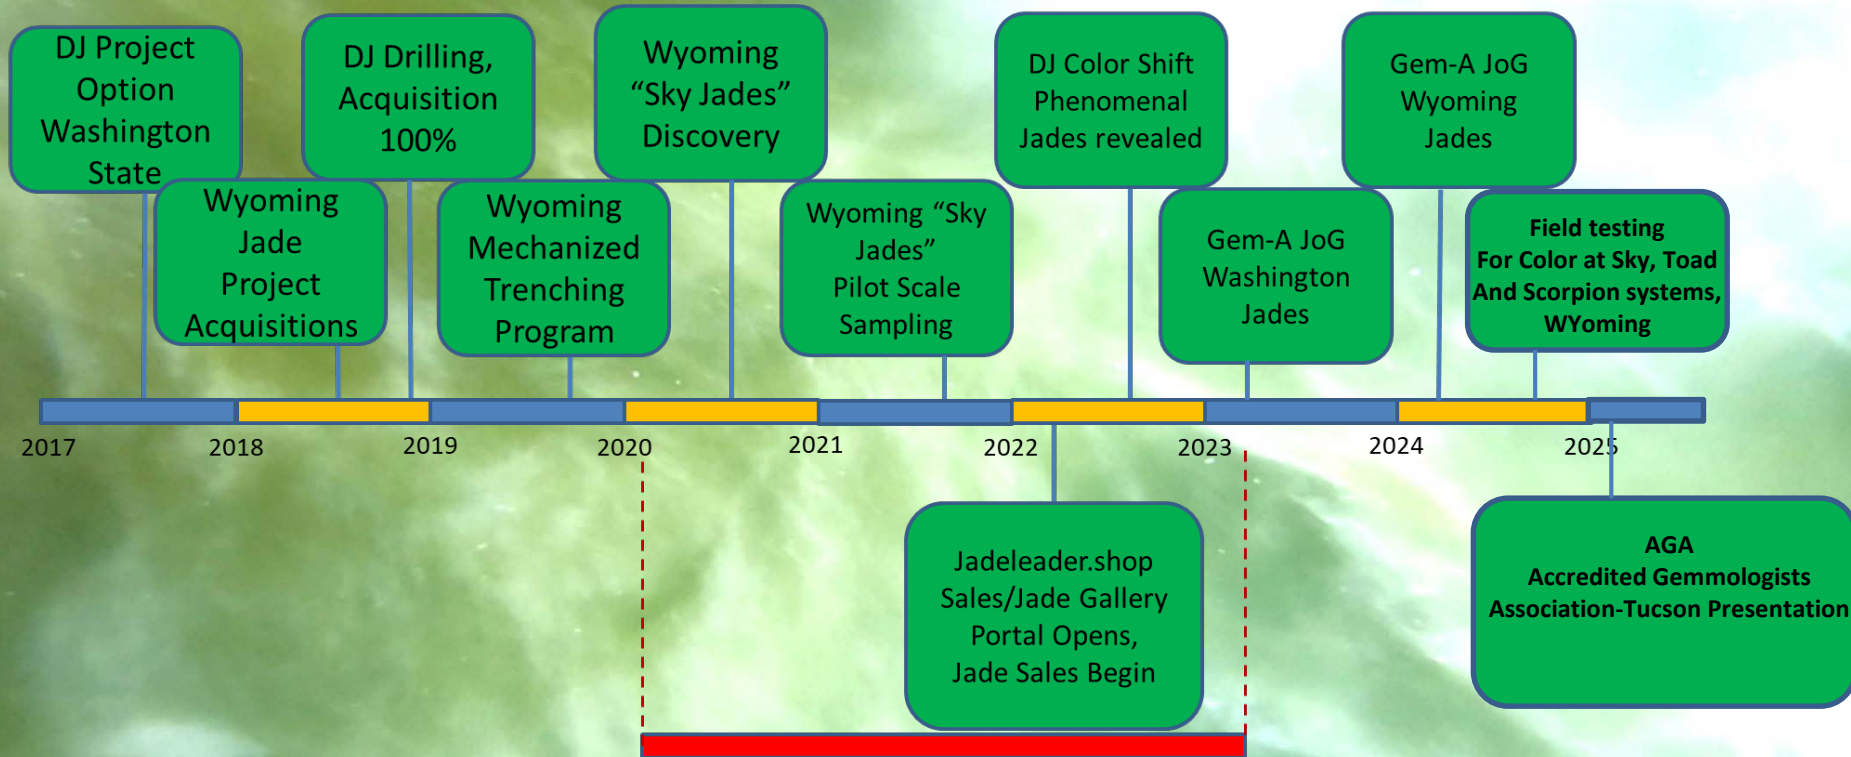 DJ Project
Option
Washington
State
Wyoming
Jade
Project
Acquisitions
DJ Drilling,
Acquisition
100%
Wyoming
Mechanized
Trenching
Program
Wyoming
“Sky Jades”
Discovery
Wyoming “Sky
Jades”
Pilot Scale
Sampling
DJ Color Shift
Phenomenal
Jades revealed
Gem-A JoG
Washington
Jades
Gem-A JoG
Wyoming
Jades
Field testing
For Color at Sky, Toad
And Scorpion systems,
WYoming
2017
2018
2019
2020
2021
2022
2023
2024
2025
Jadeleader.shop
Sales/Jade Gallery
Portal Opens,
Jade Sales Begin
AGA
Accredited Gemmologists
Association-Tucson Presentation